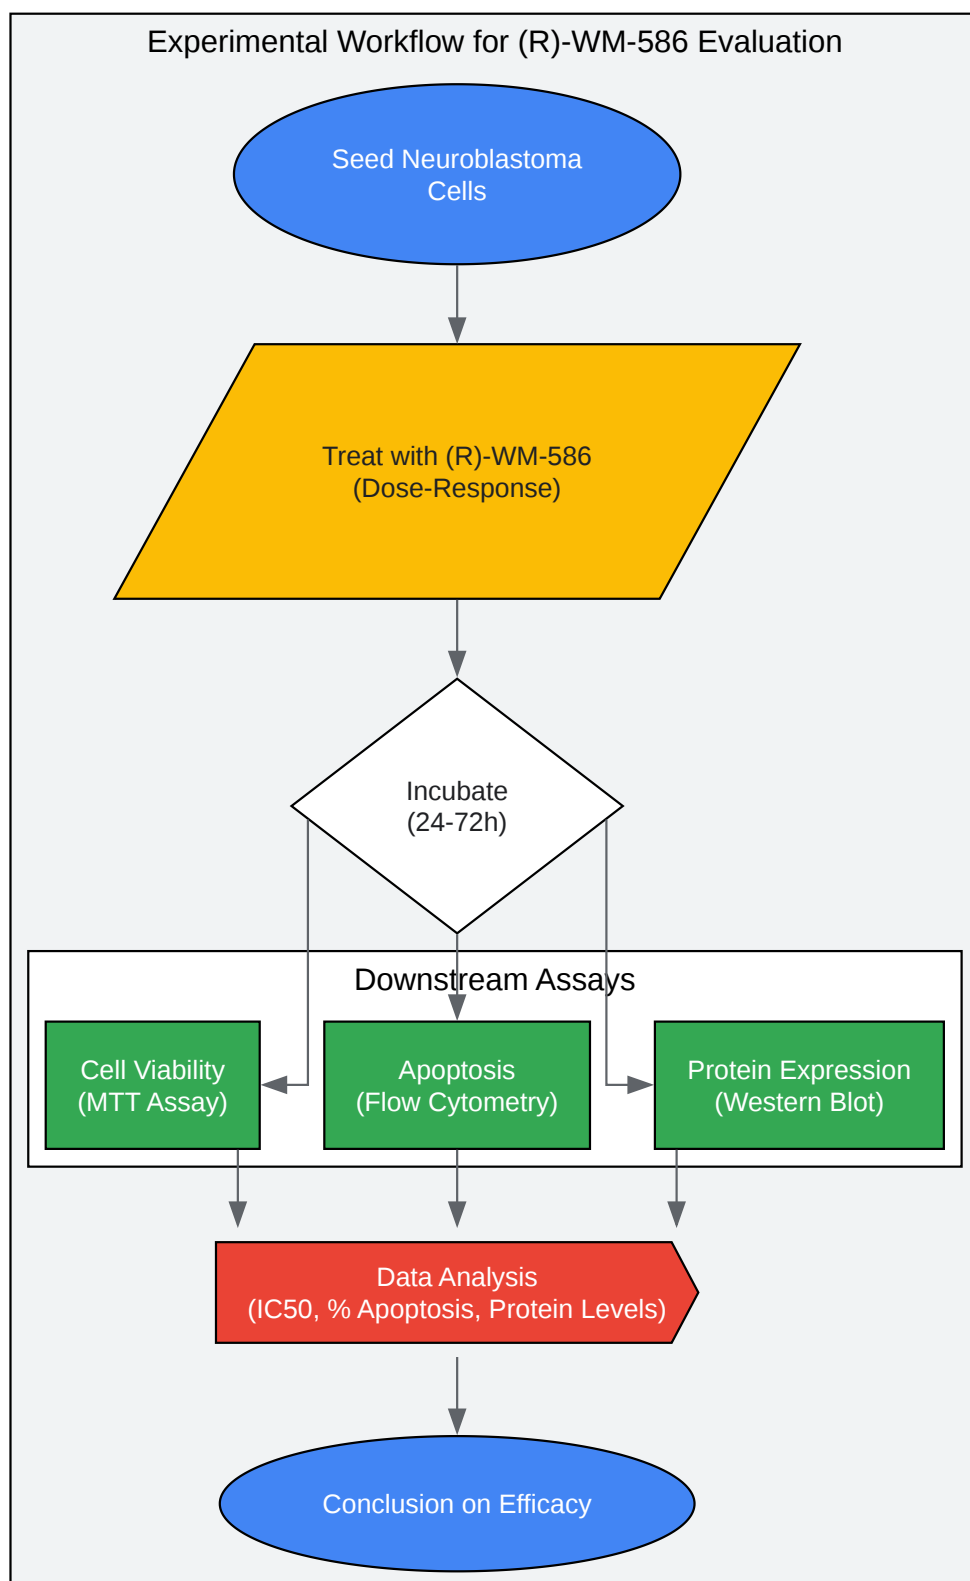 Experimental Workflow for (R)-WM-586 Evaluation
Seed Neuroblastoma
Cells
Treat with (R)-WM-586
(Dose-Response)
Incubate
(24-72h)
Downstream Assays
Cell Viability
(MTT Assay)
Apoptosis
(Flow Cytometry)
Protein Expression
(Western Blot)
Data Analysis
(IC50, % Apoptosis, Protein Levels)
Conclusion on Efficacy